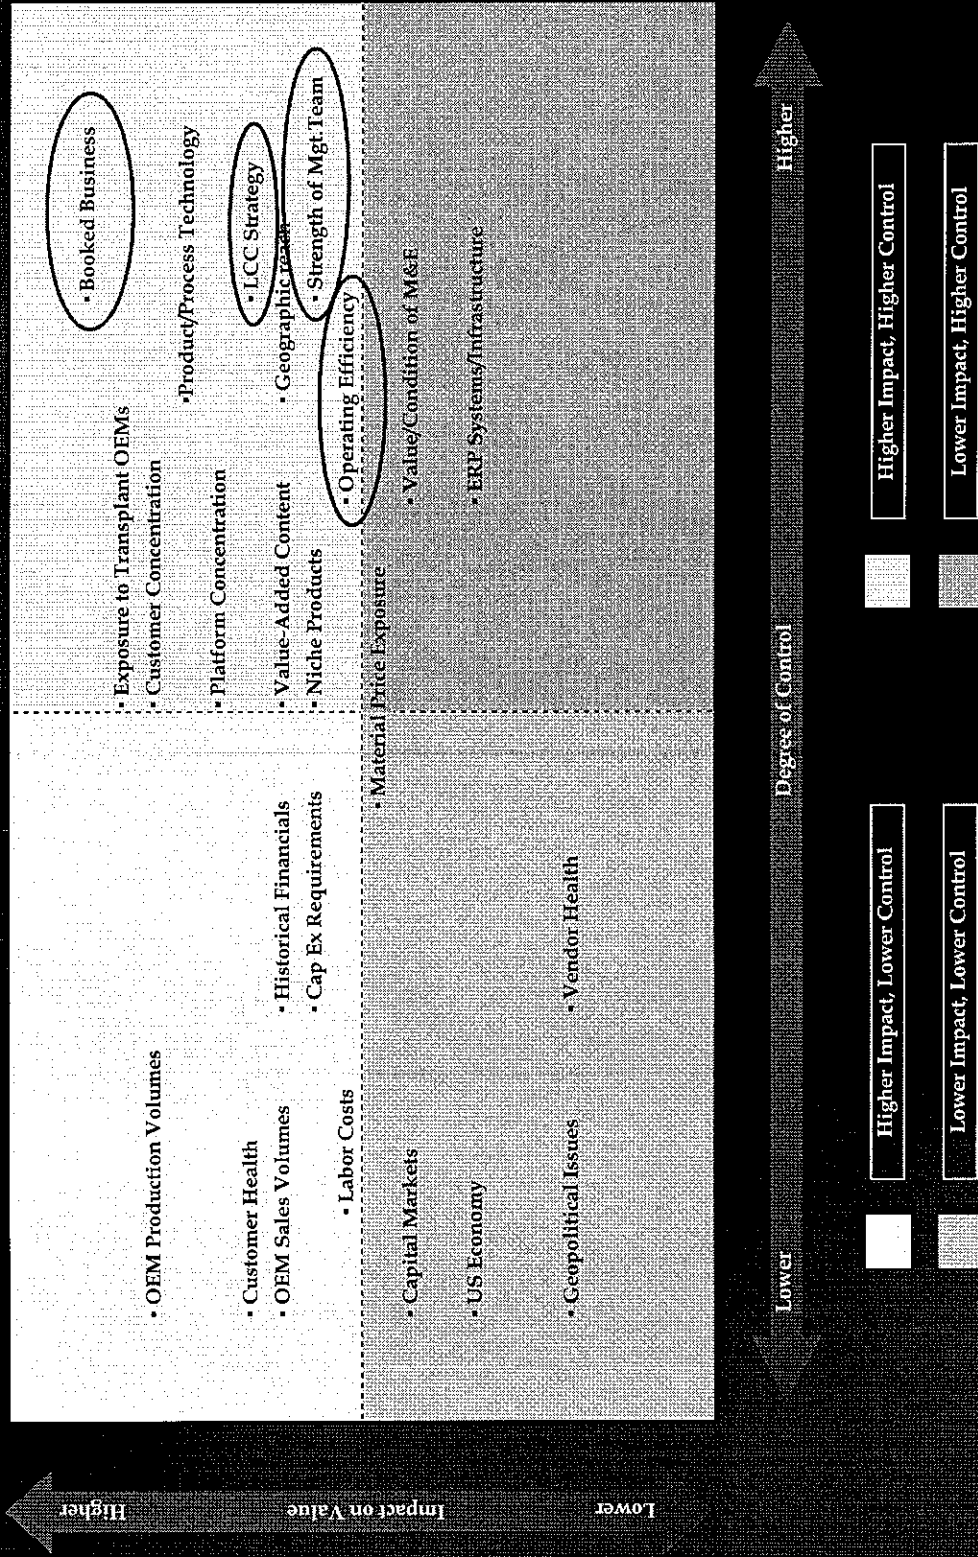 Higher
Impact on Value
Lower
▪ OEM Production Volumes
▪ Customer Health
▪ OEM Sales Volumes
▪ Labor Costs
▪ Historical Financials
▪ Cap Ex Requirements
▪ Booked Business
▪ Exposure to Transplant OEMs
▪ Customer Concentration
▪Product/Process Technology
▪ Platform Concentration
▪ LCC Strategy
▪ Value-Added Content
▪ Geographic reach
▪ Niche Products
▪ Strength of Mgt Team
▪ Operating Efficiency
▪ Material Price Exposure
▪ Capital Markets
▪ US Economy
▪ Geopolitical Issues
▪ Vendor Health
▪ Value/Condition of M&E
▪ ERP Systems/Infrastructure
Lower
Degree of Control
Higher
Higher Impact, Lower Control
Higher Impact, Higher Control
Lower Impact, Lower Control
Lower Impact, Higher Control